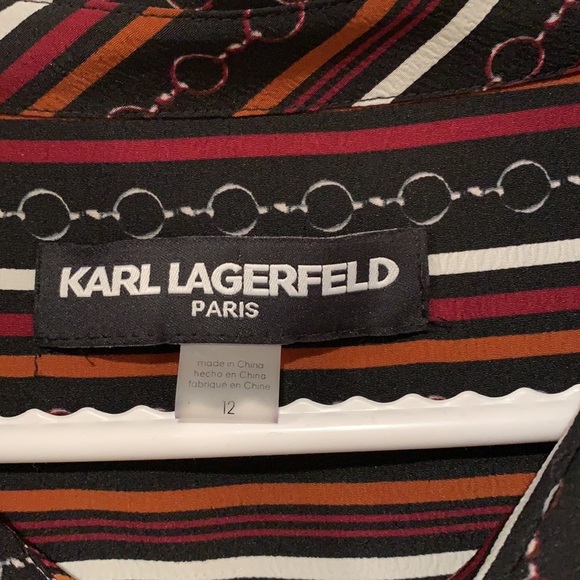 KARL LAGERFELD
PARIS
made in China
hecho en China
fabriqué en Chine
12